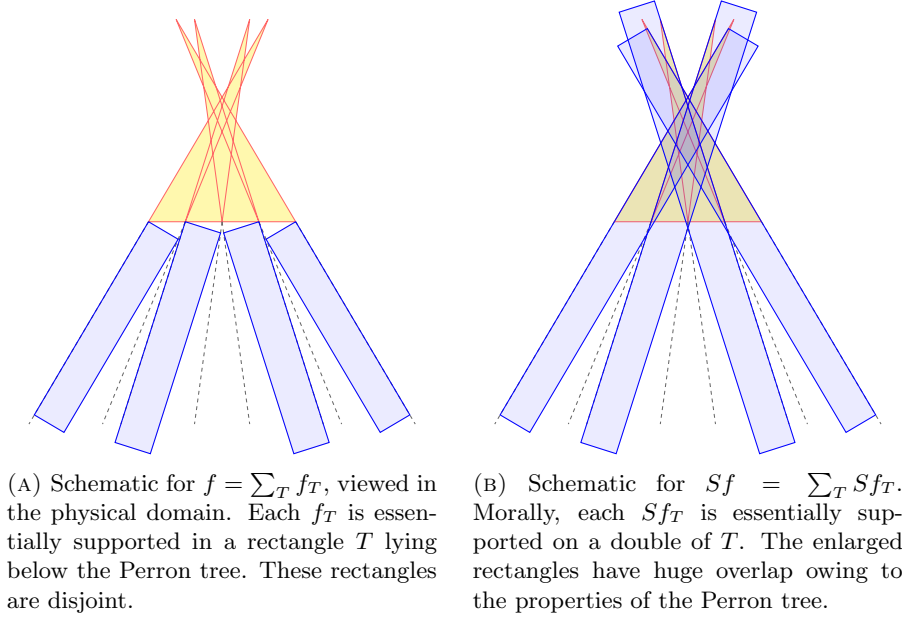 (A) Schematic for f = ∑_T f_T, viewed in
the physical domain. Each f_T is essen-
tially supported in a rectangle T lying
below the Perron tree. These rectangles
are disjoint.
(B) Schematic for Sf = ∑_T Sf_T.
Morally, each Sf_T is essentially sup-
ported on a double of T. The enlarged
rectangles have huge overlap owing to
the properties of the Perron tree.